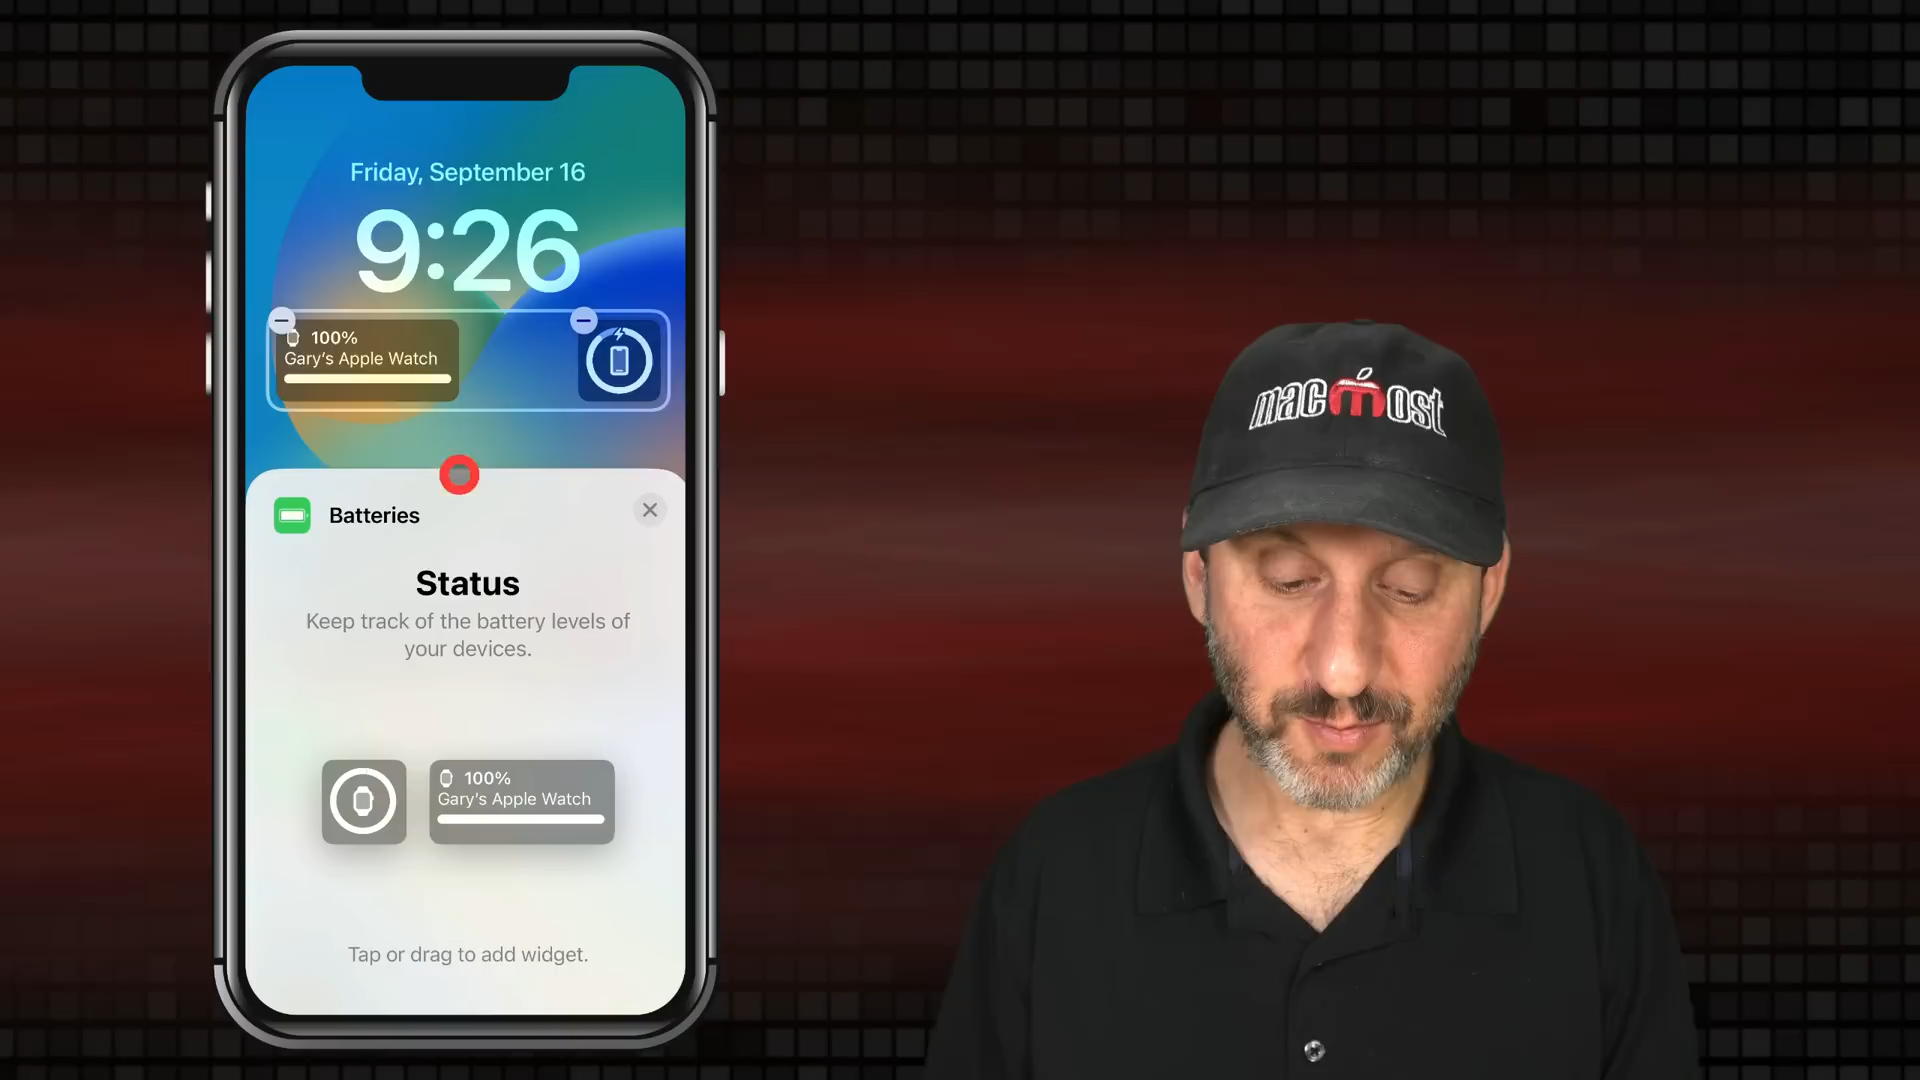 Friday, September 16
9:26
100%
Gary's Apple Watch
Batteries
Status
Keep track of the battery levels of
your devices.
100%
Gary's Apple Watch
Tap or drag to add widget.
macmost